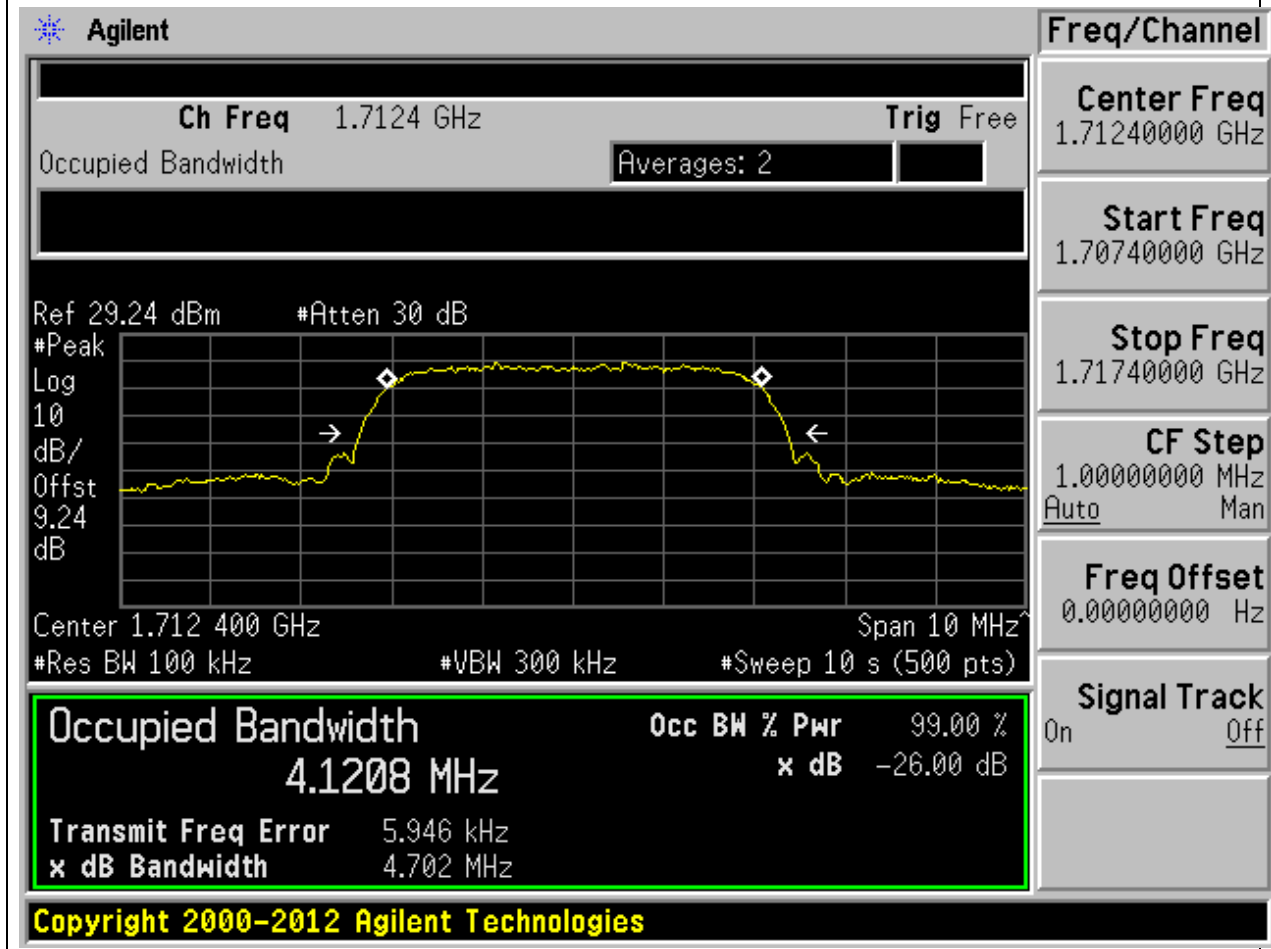 Agilent
Freq/Channel
Ch Freq 1.7124 GHz Trig Free
Occupied Bandwidth Averages: 2
Center Freq
1.71240000 GHz
Start Freq
1.70740000 GHz
Stop Freq
1.71740000 GHz
CF Step
1.00000000 MHz
Auto Man
Freq Offset
0.00000000 Hz
Signal Track
On Off
Ref 29.24 dBm #Atten 30 dB
#Peak
Log
10
dB/
Offst
9.24
dB
Center 1.712 400 GHz Span 10 MHz^
#Res BW 100 kHz #VBW 300 kHz #Sweep 10 s (500 pts)
Occupied Bandwidth
4.1208 MHz
Occ BW % Pwr 99.00 %
x dB -26.00 dB
Transmit Freq Error 5.946 kHz
x dB Bandwidth 4.702 MHz
Copyright 2000-2012 Agilent Technologies